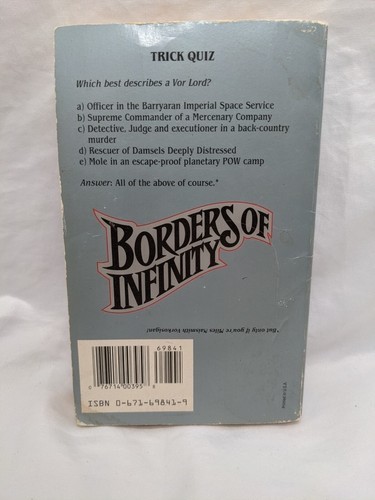 TRICK QUIZ
Which best describes a Vor Lord?
a) Officer in the Barryaran Imperial Space Service
b) Supreme Commander of a Mercenary Company
c) Detective. Judge and executioner in a back-country
murder
d) Rescuer of Damsels Deeply Distressed
e) Mole in an escape-proof planetary POW camp
Answer: All of the above of course.*
BORDERS OF
INFINITY
*But only if you're Miles Naismith Vorkosigan!
69841
76714 00395
ISBN 0-671-69841-9